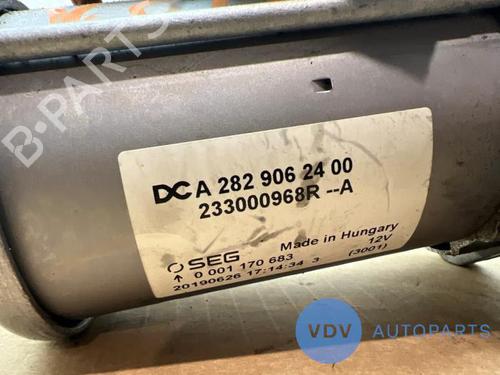 B-PARTS
DC A 282 906 24 00
233000968R --A
SEG
Made in Hungary
↑ 0 001 170 683
12V
20190626 17:14:34 3
(3001)
VDV AUTOPARTS